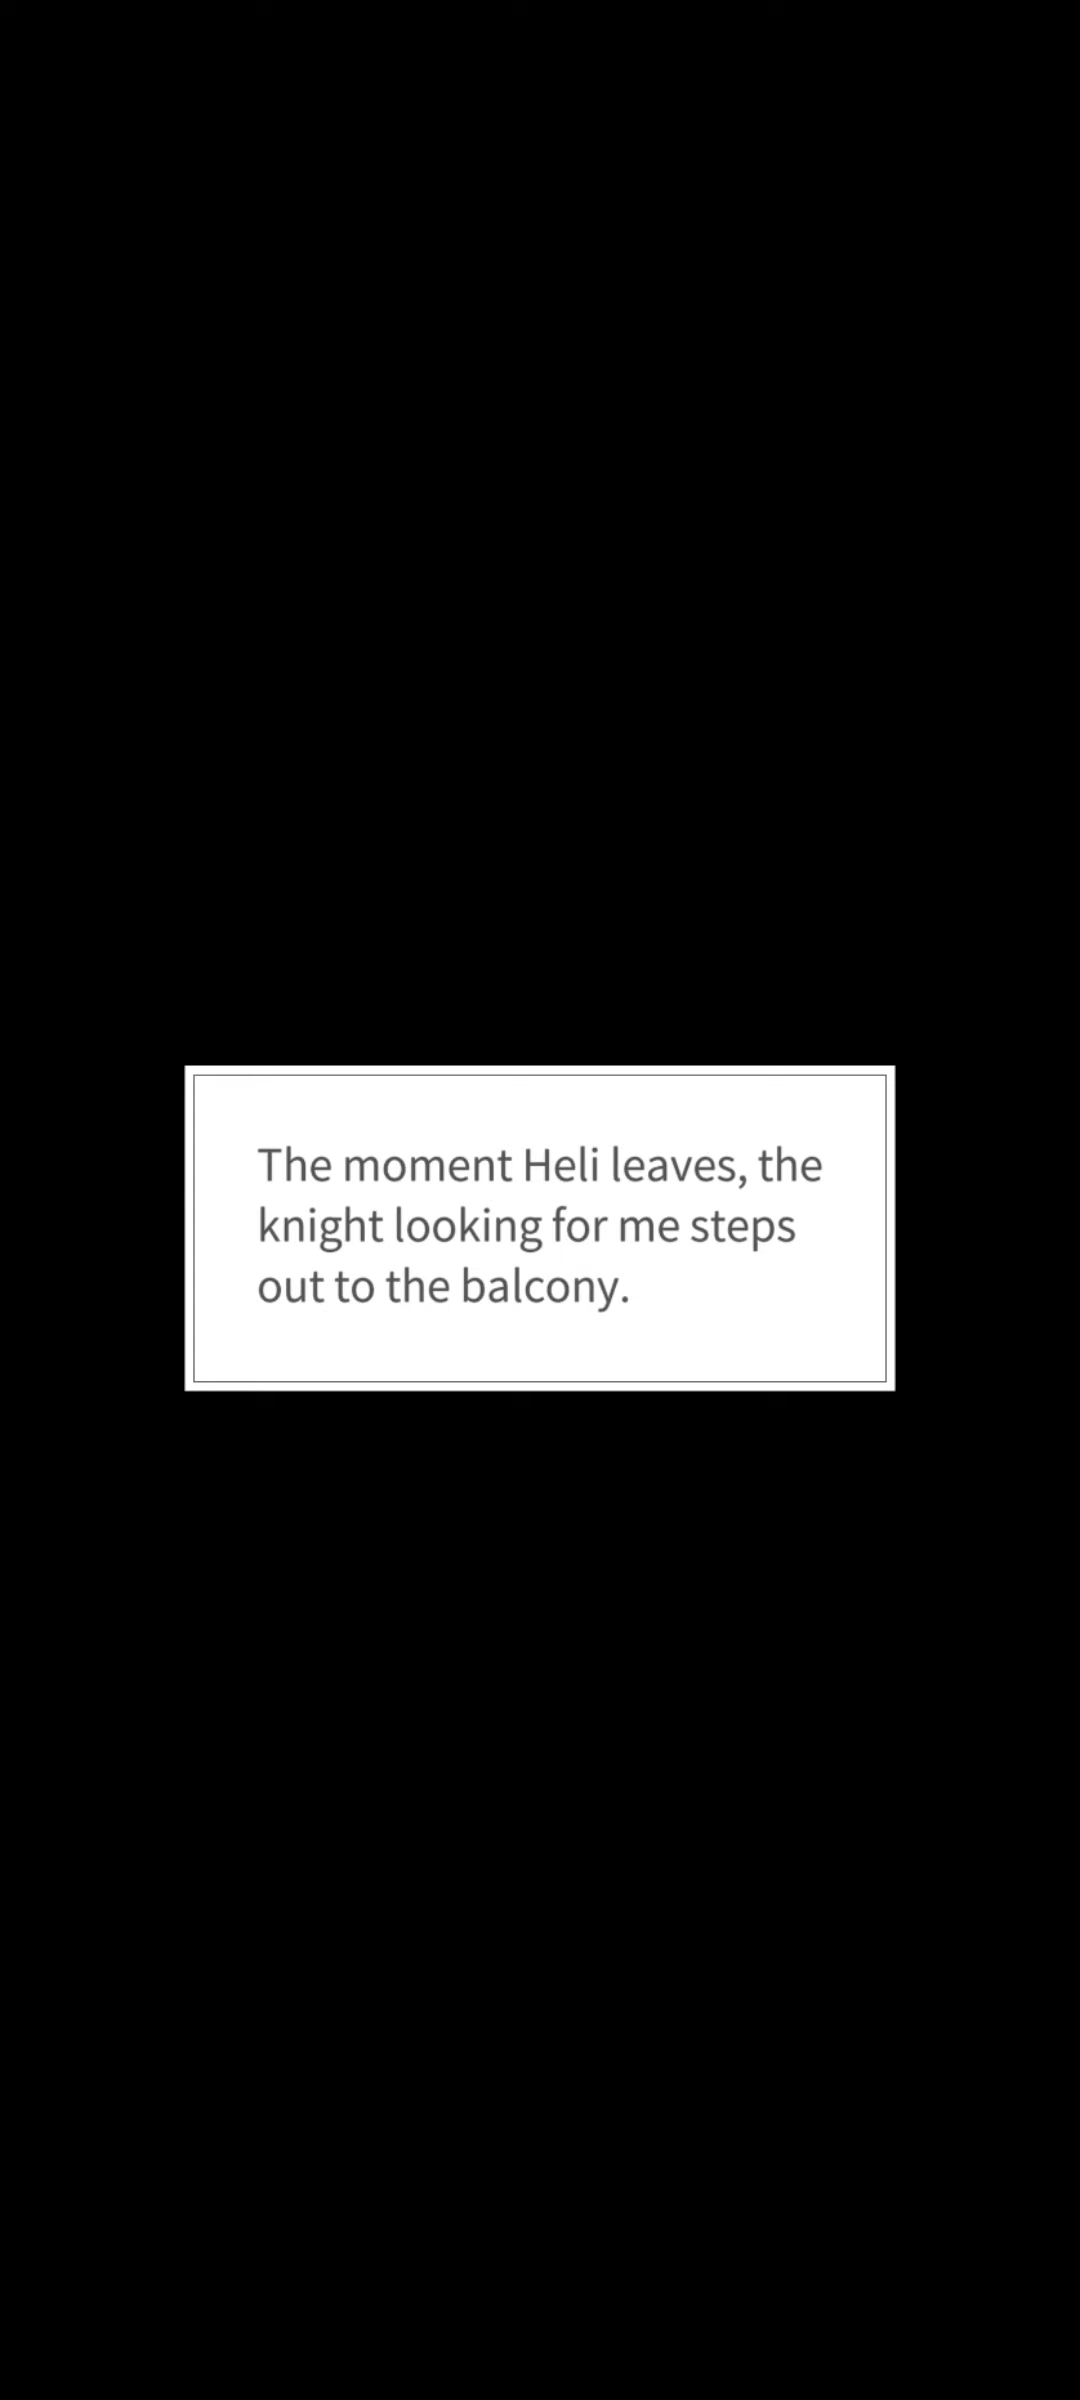 The moment Heli leaves, the
knight looking for me steps
out to the balcony.